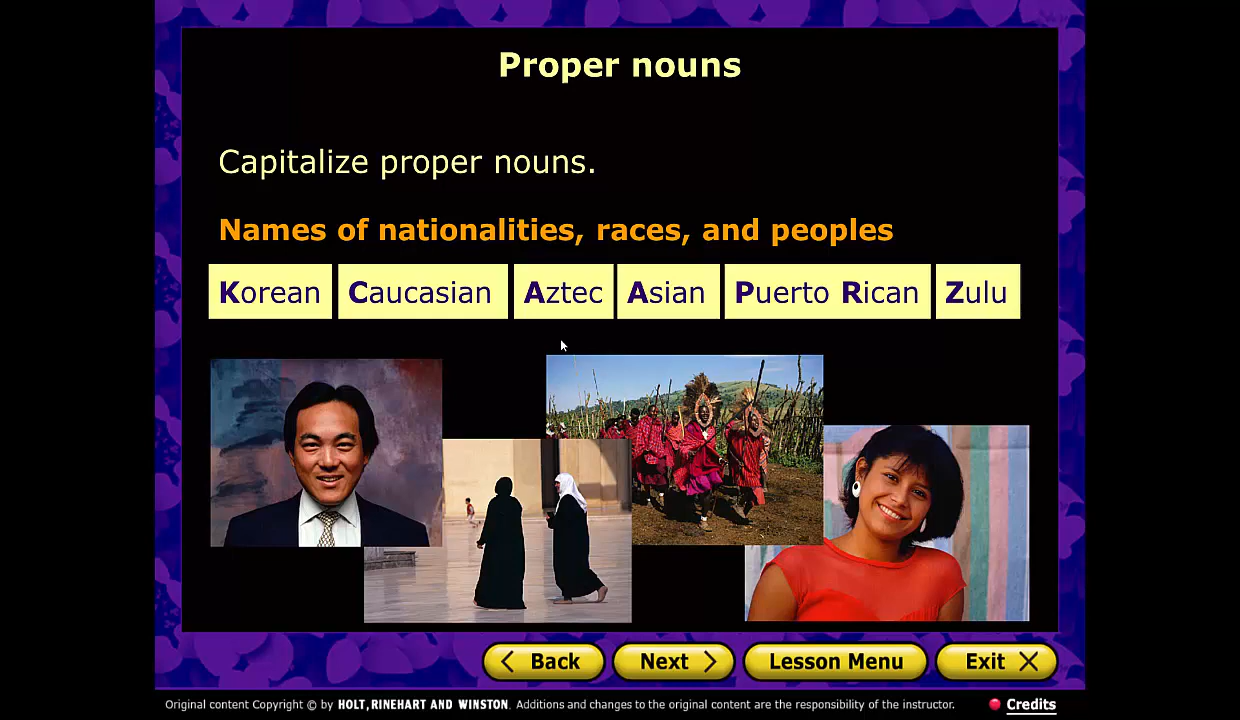 Proper nouns
Capitalize proper nouns.
Names of nationalities, races, and peoples
Korean Caucasian Aztec Asian Puerto Rican Zulu
Back Next Lesson Menu Exit
Original content Copyright © by HOLT, RINEHART AND WINSTON. Additions and changes to the original content are the responsibility of the instructor. Credits